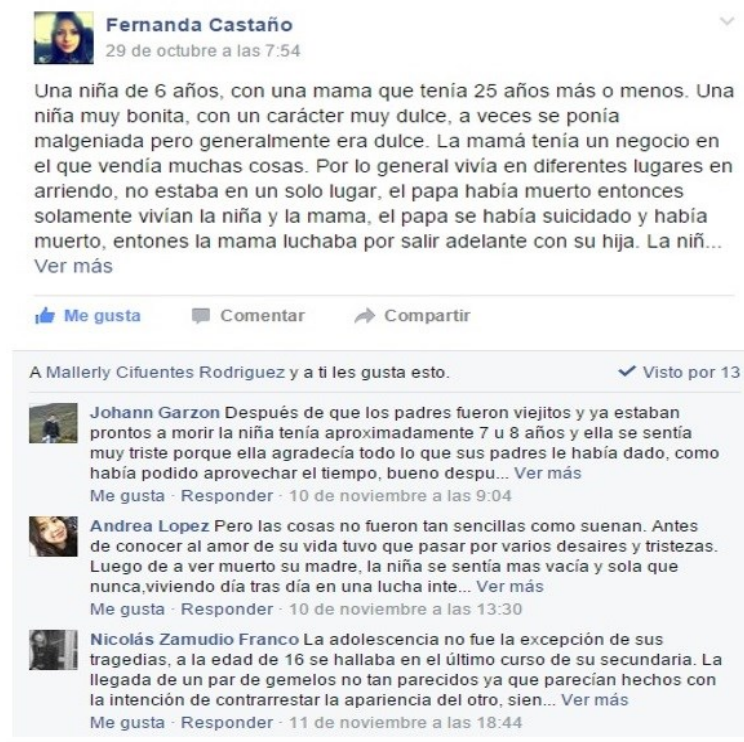 Fernanda Castaño
29 de octubre a las 7:54
Una niña de 6 años, con una mama que tenía 25 años más o menos. Una
niña muy bonita, con un carácter muy dulce, a veces se ponía
malgeniada pero generalmente era dulce. La mamá tenía un negocio en
el que vendía muchas cosas. Por lo general vivía en diferentes lugares en
arriendo, no estaba en un solo lugar, el papa había muerto entonces
solamente vivían la niña y la mama, el papa se había suicidado y había
muerto, entones la mama luchaba por salir adelante con su hija. La niñ...
Ver más
Me gusta Comentar Compartir
A Mallerly Cifuentes Rodriguez y a ti les gusta esto. Visto por 13
Johann Garzon Después de que los padres fueron viejitos y ya estaban
prontos a morir la niña tenía aproximadamente 7 u 8 años y ella se sentía
muy triste porque ella agradecía todo lo que sus padres le había dado, como
había podido aprovechar el tiempo, bueno despu... Ver más
Me gusta · Responder · 10 de noviembre a las 9:04
Andrea Lopez Pero las cosas no fueron tan sencillas como suenan. Antes
de conocer al amor de su vida tuvo que pasar por varios desaires y tristezas.
Luego de a ver muerto su madre, la niña se sentía mas vacía y sola que
nunca,viviendo día tras día en una lucha inte... Ver más
Me gusta · Responder · 10 de noviembre a las 13:30
Nicolás Zamudio Franco La adolescencia no fue la excepción de sus
tragedias, a la edad de 16 se hallaba en el último curso de su secundaria. La
llegada de un par de gemelos no tan parecidos ya que parecían hechos con
la intención de contrarrestar la apariencia del otro, sien... Ver más
Me gusta · Responder · 11 de noviembre a las 18:44